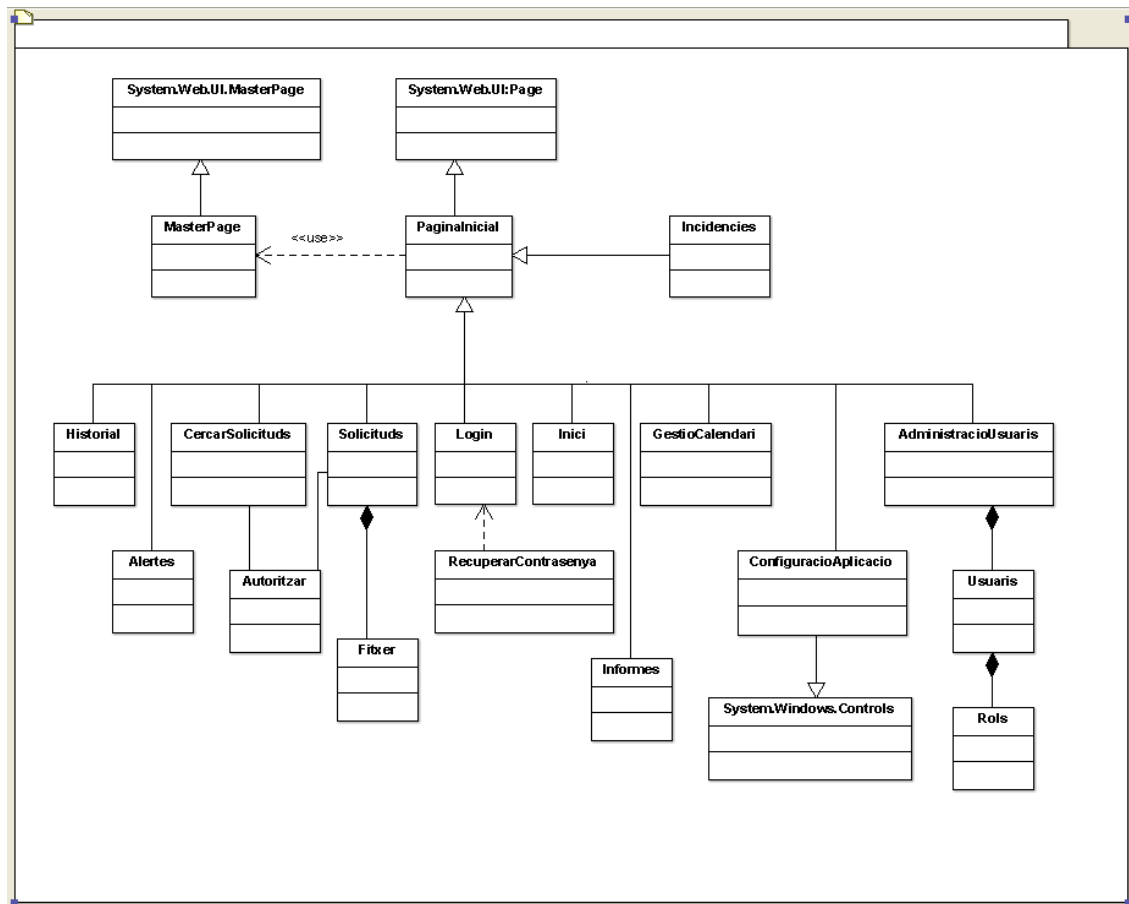 System.Web.UI.MasterPage
System.Web.UI:Page
MasterPage
<<use>>
PaginaInicial
Incidencies
Historial
CercarSolicituds
Solicituds
Login
Inici
GestioCalendari
AdministracioUsuaris
Alertes
Autoritzar
RecuperarContrasenya
ConfiguracioAplicacio
Usuaris
Fitxer
Informes
System.Windows.Controls
Rols